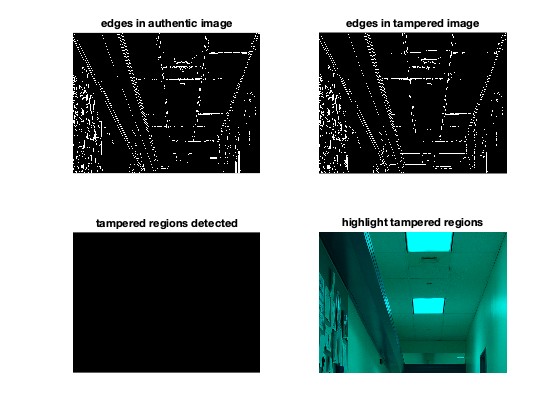 edges in authentic image
edges in tampered image
tampered regions detected
highlight tampered regions